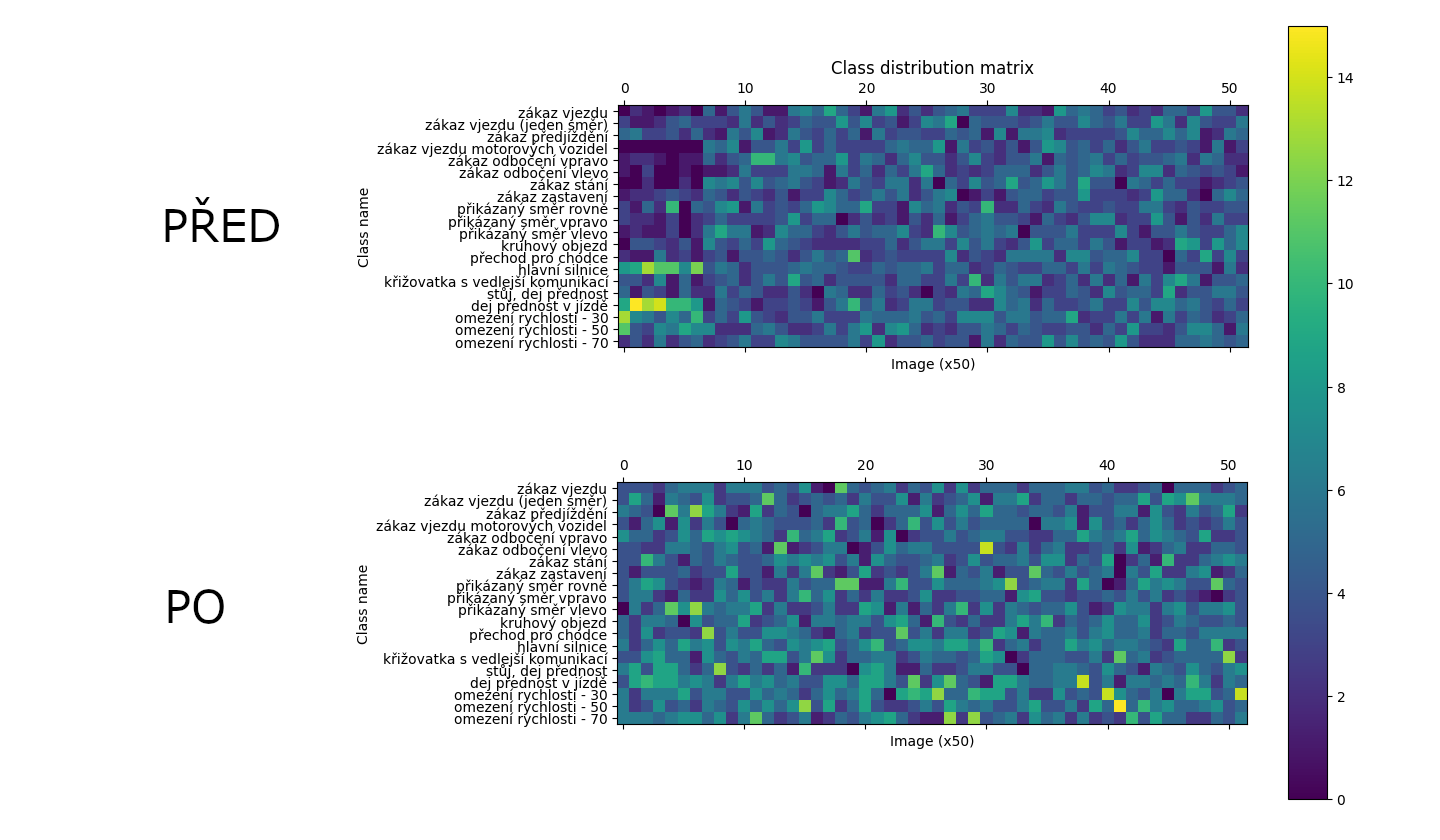 Class distribution matrix
0 10 20 30 40 50
zákaz vjezdu
zákaz vjezdu (jeden směr)
zákaz předjíždění
zákaz vjezdu motorových vozidel
zákaz odbočení vpravo
zákaz odbočení vlevo
zákaz stání
zákaz zastavení
přikázaný směr rovně
přikázaný směr vpravo
přikázaný směr vlevo
kruhový objezd
přechod pro chodce
hlavní silnice
křižovatka s vedlejší komunikací
stůj, dej přednost
dej přednost v jízdě
omezení rychlosti - 30
omezení rychlosti - 50
omezení rychlosti - 70
Class name
Image (x50)
PŘED
0 10 20 30 40 50
zákaz vjezdu
zákaz vjezdu (jeden směr)
zákaz předjíždění
zákaz vjezdu motorových vozidel
zákaz odbočení vpravo
zákaz odbočení vlevo
zákaz stání
zákaz zastavení
přikázaný směr rovně
přikázaný směr vpravo
přikázaný směr vlevo
kruhový objezd
přechod pro chodce
hlavní silnice
křižovatka s vedlejší komunikací
stůj, dej přednost
dej přednost v jízdě
omezení rychlosti - 30
omezení rychlosti - 50
omezení rychlosti - 70
Class name
Image (x50)
PO
14
12
10
8
6
4
2
0